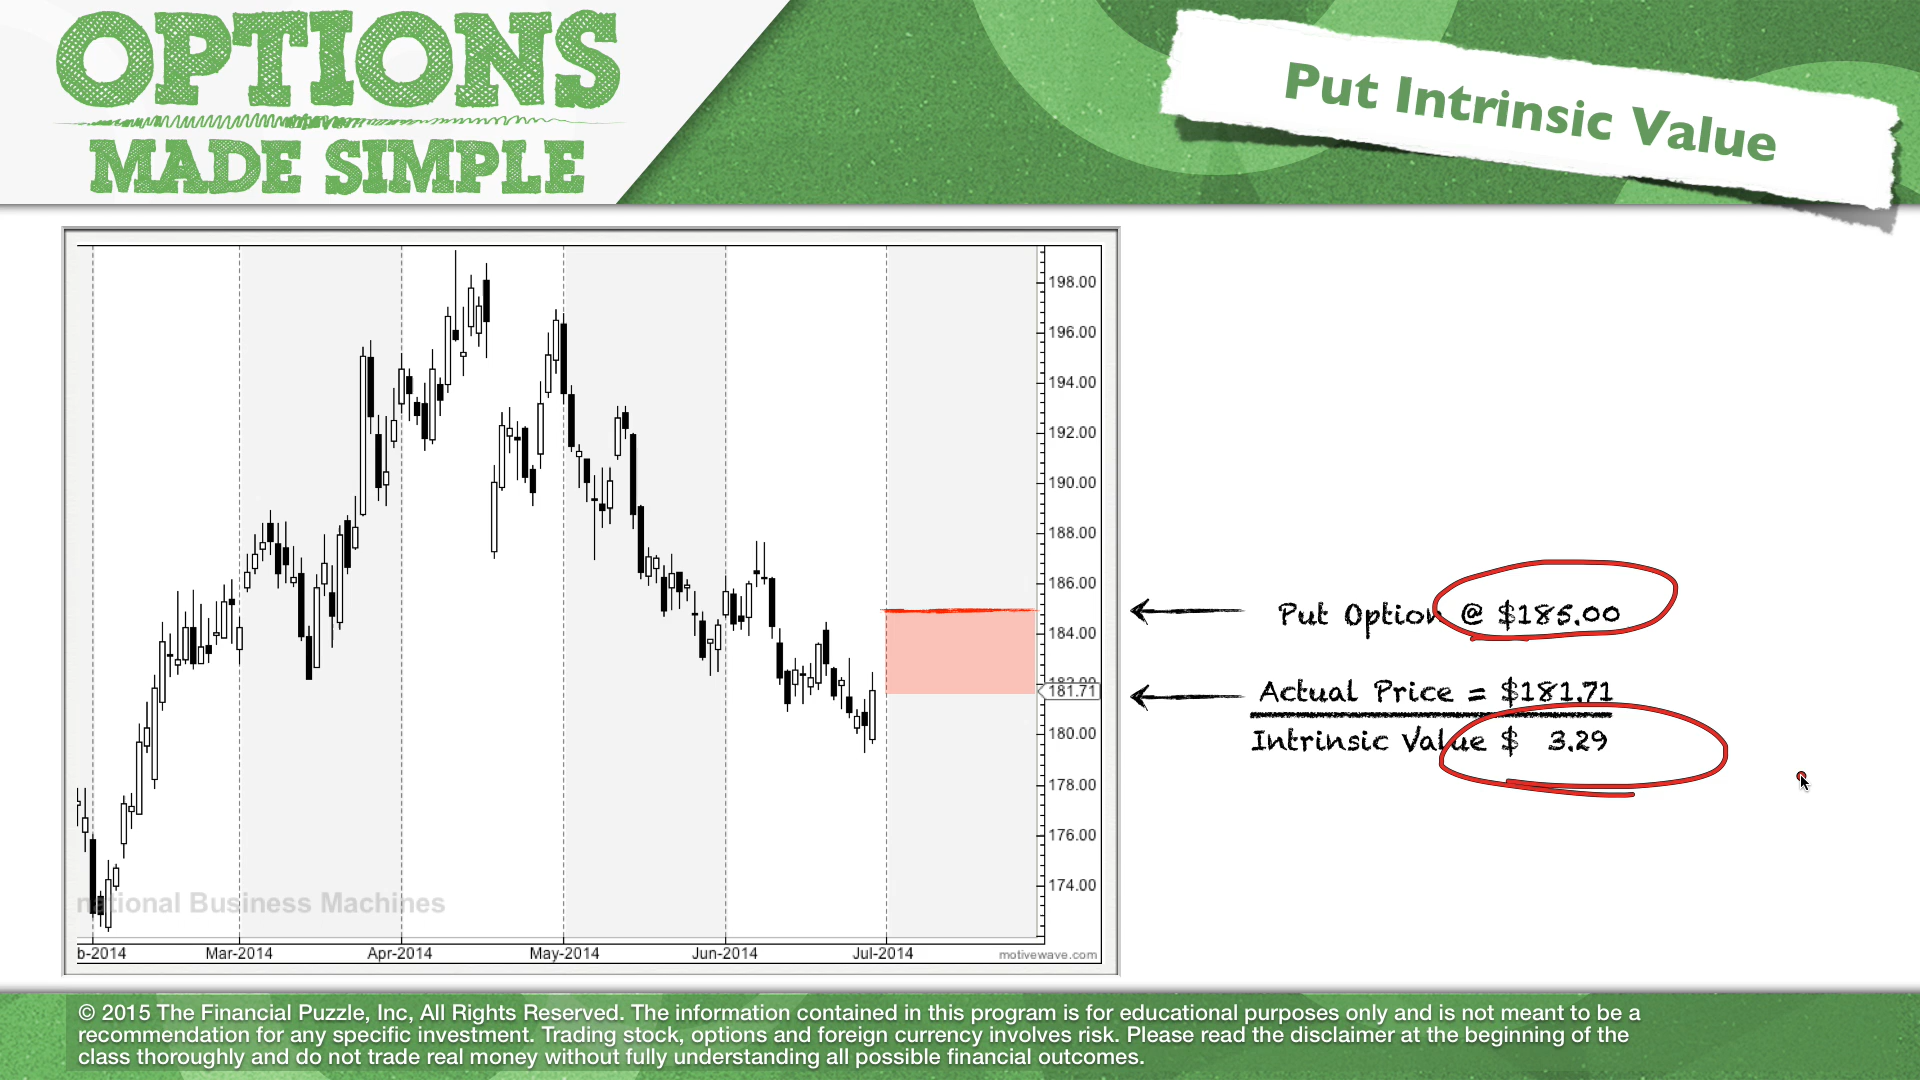 OPTIONS
MADE SIMPLE
Put Intrinsic Value
198.00
196.00
194.00
192.00
190.00
188.00
186.00
184.00
182.00
181.71
180.00
178.00
176.00
174.00
national Business Machines
b-2014 Mar-2014 Apr-2014 May-2014 Jun-2014 Jul-2014
motivewave.com
Put Option @ $185.00
Actual Price = $181.71
Intrinsic Value $ 3.29
© 2015 The Financial Puzzle, Inc, All Rights Reserved. The information contained in this program is for educational purposes only and is not meant to be a
recommendation for any specific investment. Trading stock, options and foreign currency involves risk. Please read the disclaimer at the beginning of the
class thoroughly and do not trade real money without fully understanding all possible financial outcomes.